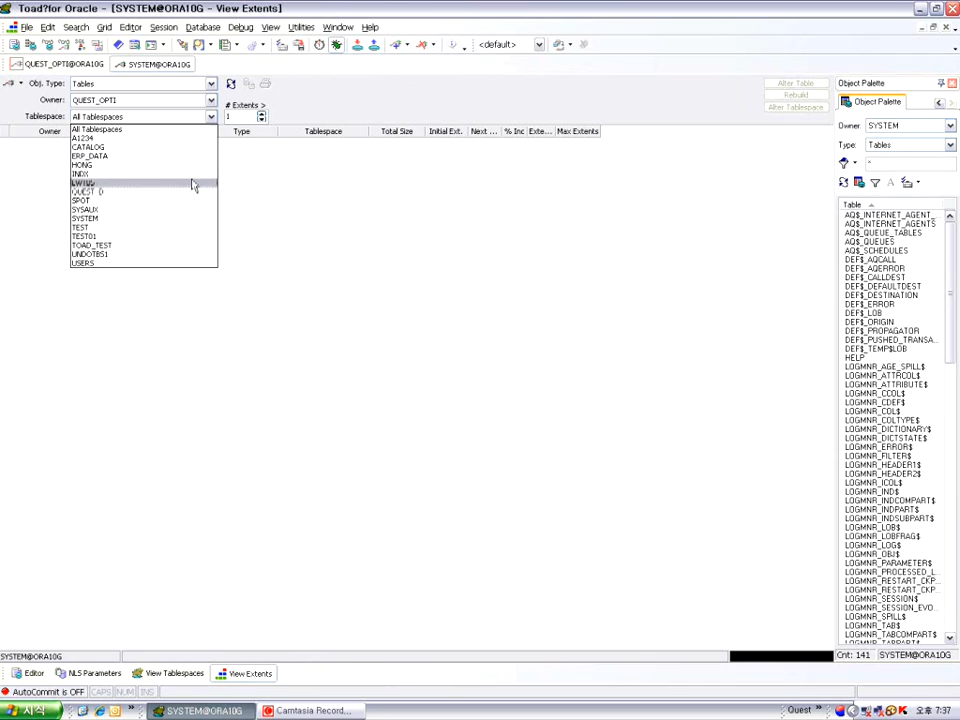 Toad?for Oracle - [SYSTEM@ORA10G - View Extents]
File Edit Search Grid Editor Session Database Debug View Utilities Window Help
<default>
QUEST_OPTI@ORA10G SYSTEM@ORA10G
Obj. Type: Tables
Owner: QUEST_OPTI
Tablespace: All Tablespaces
# Extents >
1
Alter Table
Rebuild
Alter Tablespace
Owner Type Tablespace Total Size Initial Ext. Next ... % Inc Exte... Max Extents
All Tablespaces
A1234
CATALOG
ERP_DATA
HONG
INDX
SPOT
SYSAUX
SYSTEM
TEST
TEST01
TOAD_TEST
UNDOTBS1
USERS
Object Palette
Object Palette
Owner: SYSTEM
Type: Tables
*
Table
AQ$_INTERNET_AGENT_
AQ$_INTERNET_AGENTS
AQ$_QUEUE_TABLES
AQ$_QUEUES
AQ$_SCHEDULES
DEF$_AQCALL
DEF$_AQERROR
DEF$_CALLDEST
DEF$_DEFAULTDEST
DEF$_DESTINATION
DEF$_ERROR
DEF$_LOB
DEF$_ORIGIN
DEF$_PROPAGATOR
DEF$_PUSHED_TRANSA...
DEF$_TEMP$LOB
HELP
LOGMNR_AGE_SPILL$
LOGMNR_ATTRCOL$
LOGMNR_ATTRIBUTE$
LOGMNR_CCOL$
LOGMNR_CDEF$
LOGMNR_COL$
LOGMNR_COLTYPE$
LOGMNR_DICTIONARY$
LOGMNR_DICTSTATE$
LOGMNR_ERROR$
LOGMNR_FILTER$
LOGMNR_HEADER1$
LOGMNR_HEADER2$
LOGMNR_ICOL$
LOGMNR_IND$
LOGMNR_INDCOMPART$
LOGMNR_INDPART$
LOGMNR_INDSUBPART$
LOGMNR_LOB$
LOGMNR_LOBFRAG$
LOGMNR_LOG$
LOGMNR_OBJ$
LOGMNR_PARAMETER$
LOGMNR_PROCESSED_L...
LOGMNR_RESTART_CKP...
LOGMNR_RESTART_CKP...
LOGMNR_SESSION$
LOGMNR_SESSION_EVO...
LOGMNR_SPILL$
LOGMNR_TAB$
LOGMNR_TABCOMPART$
LOGMNR_TABPART$
Cnt: 141 SYSTEM@ORA10G
SYSTEM@ORA10G
Editor NLS Parameters View Tablespaces View Extents
AutoCommit is OFF CAPS NUM INS
시작 SYSTEM@ORA10G Camtasia Record... Quest 오후 7:37